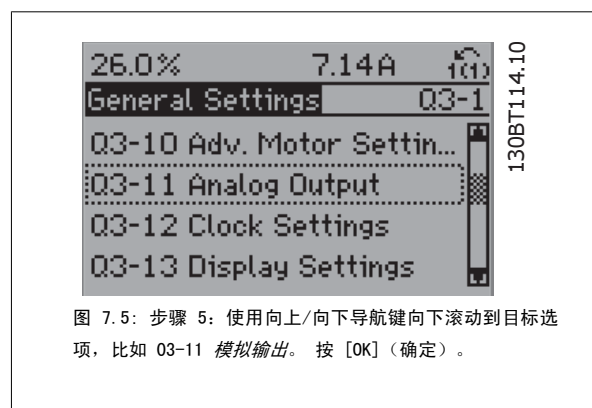 26.0% 7.14A 1(1)
General Settings Q3-1
Q3-10 Adv. Motor Settin...
Q3-11 Analog Output
Q3-12 Clock Settings
Q3-13 Display Settings
130BT114.10
图 7.5: 步骤 5：使用向上/向下导航键向下滚动到目标选
项，比如 03-11 模拟输出。 按 [OK]（确定）。